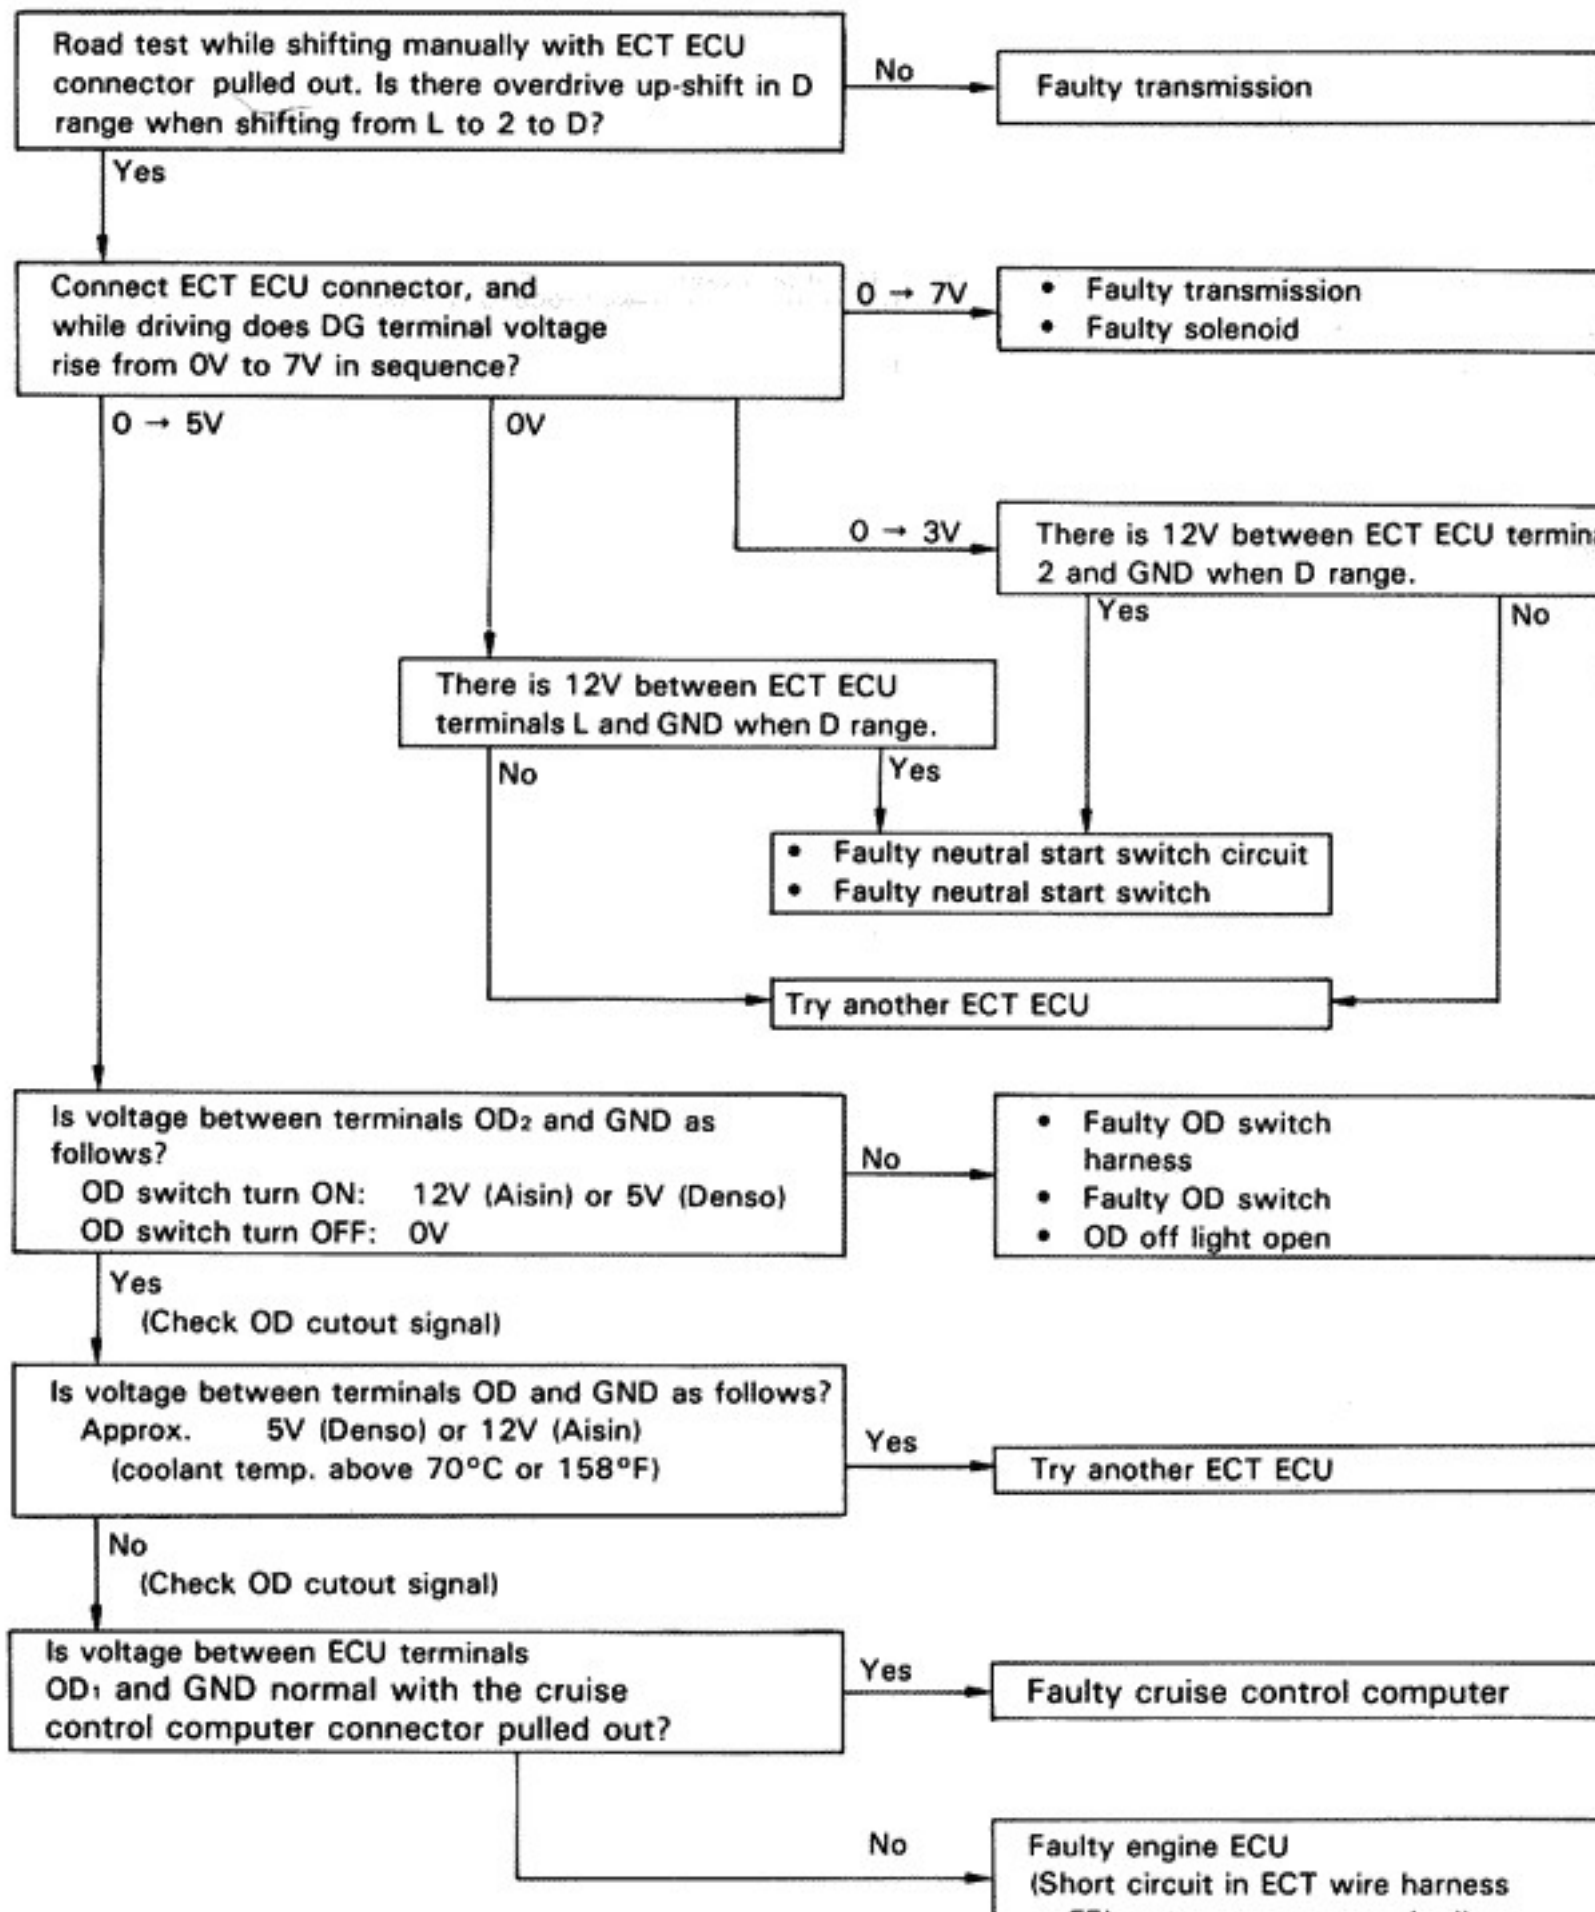 Road test while shifting manually with ECT ECU
connector pulled out. Is there overdrive up-shift in D
range when shifting from L to 2 to D?
No
Faulty transmission
Yes
Connect ECT ECU connector, and
while driving does DG terminal voltage
rise from 0V to 7V in sequence?
0 → 7V
• Faulty transmission
• Faulty solenoid
0 → 5V
0V
0 → 3V
There is 12V between ECT ECU termin
2 and GND when D range.
Yes
No
There is 12V between ECT ECU
terminals L and GND when D range.
No
Yes
• Faulty neutral start switch circuit
• Faulty neutral start switch
Try another ECT ECU
Is voltage between terminals OD2 and GND as
follows?
OD switch turn ON: 12V (Aisin) or 5V (Denso)
OD switch turn OFF: 0V
No
• Faulty OD switch
harness
• Faulty OD switch
• OD off light open
Yes
(Check OD cutout signal)
Is voltage between terminals OD and GND as follows?
Approx. 5V (Denso) or 12V (Aisin)
(coolant temp. above 70°C or 158°F)
Yes
Try another ECT ECU
No
(Check OD cutout signal)
Is voltage between ECU terminals
OD1 and GND normal with the cruise
control computer connector pulled out?
Yes
Faulty cruise control computer
No
Faulty engine ECU
(Short circuit in ECT wire harness